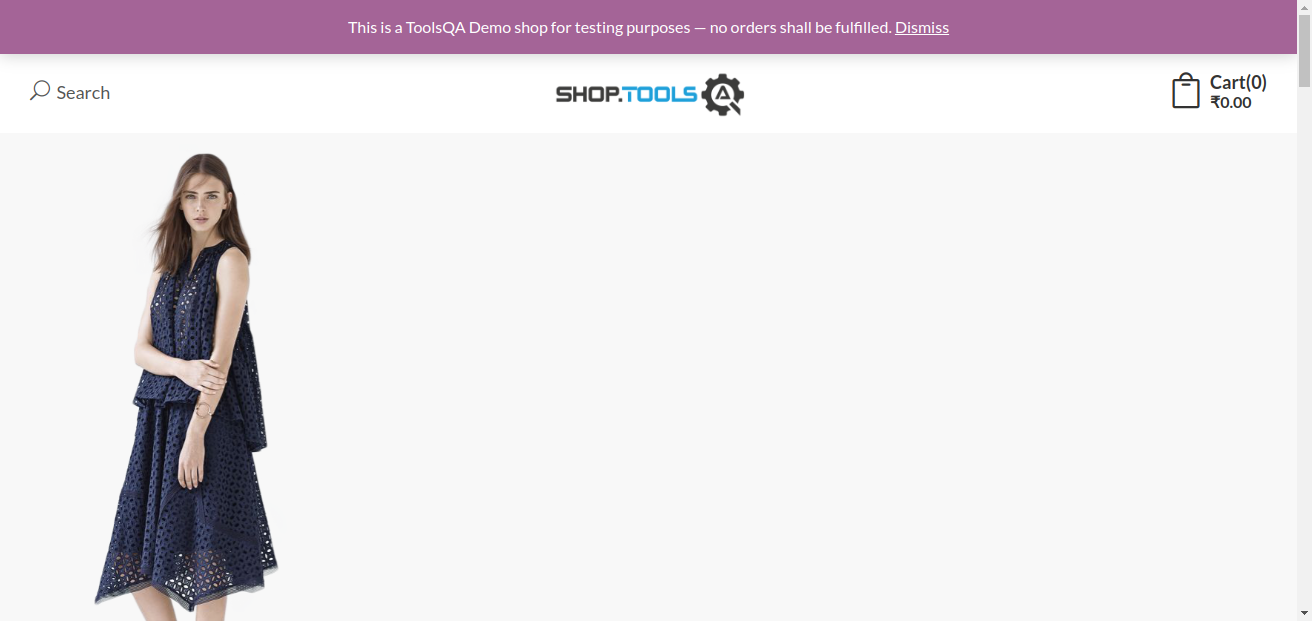 This is a ToolsQA Demo shop for testing purposes — no orders shall be fulfilled. Dismiss
Search
SHOP.TOOLS
Cart(0)
₹0.00